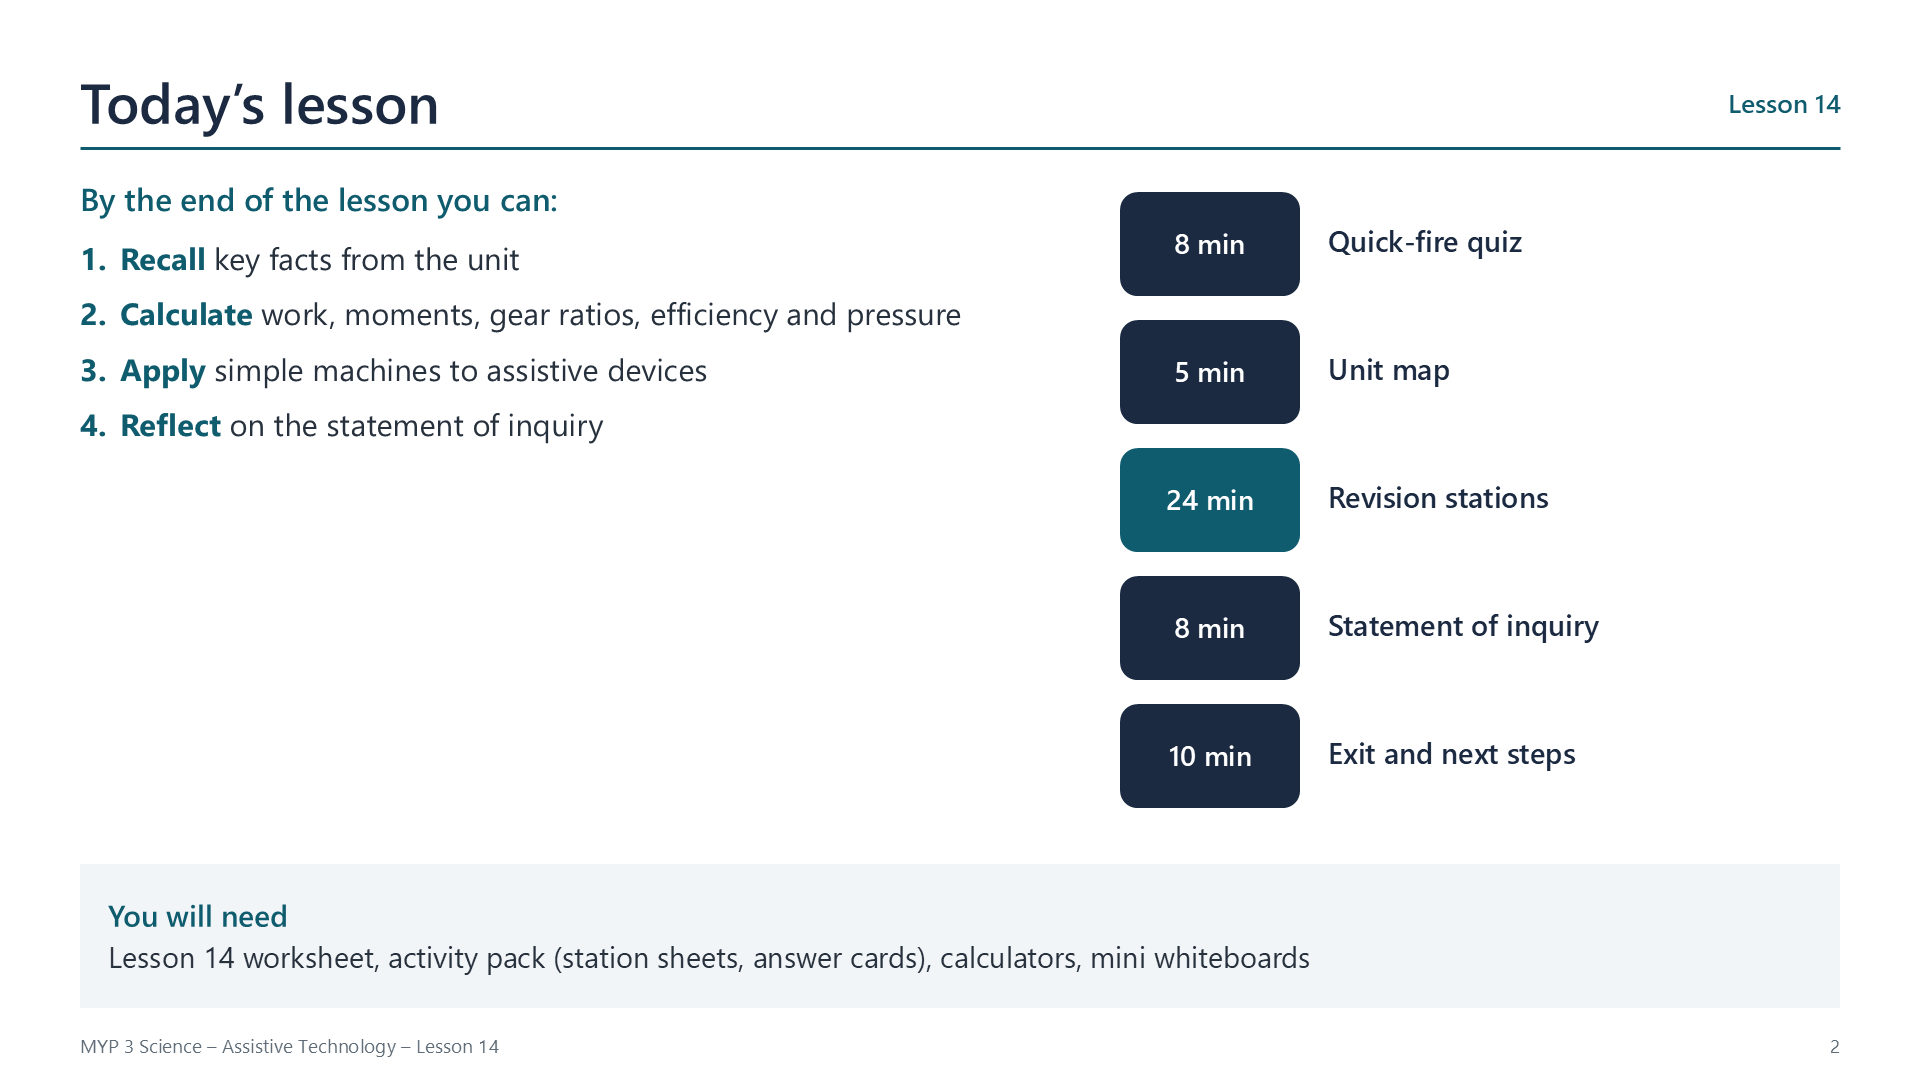 Today’s lesson
Lesson 14
By the end of the lesson you can:
1. Recall key facts from the unit
2. Calculate work, moments, gear ratios, efficiency and pressure
3. Apply simple machines to assistive devices
4. Reflect on the statement of inquiry
8 min
Quick-fire quiz
5 min
Unit map
24 min
Revision stations
8 min
Statement of inquiry
10 min
Exit and next steps
You will need
Lesson 14 worksheet, activity pack (station sheets, answer cards), calculators, mini whiteboards
MYP 3 Science – Assistive Technology – Lesson 14
2